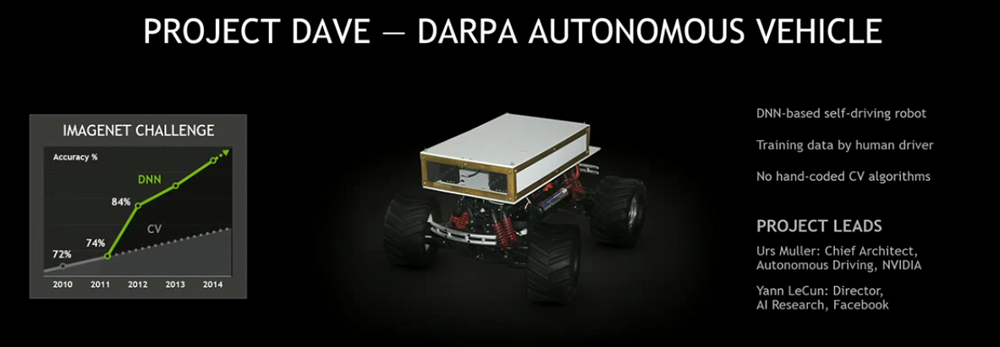 PROJECT DAVE — DARPA AUTONOMOUS VEHICLE
IMAGENET CHALLENGE
Accuracy %
DNN
84%
CV
74%
72%
2010 2011 2012 2013 2014
DNN-based self-driving robot
Training data by human driver
No hand-coded CV algorithms
PROJECT LEADS
Urs Muller: Chief Architect,
Autonomous Driving, NVIDIA
Yann LeCun: Director,
AI Research, Facebook